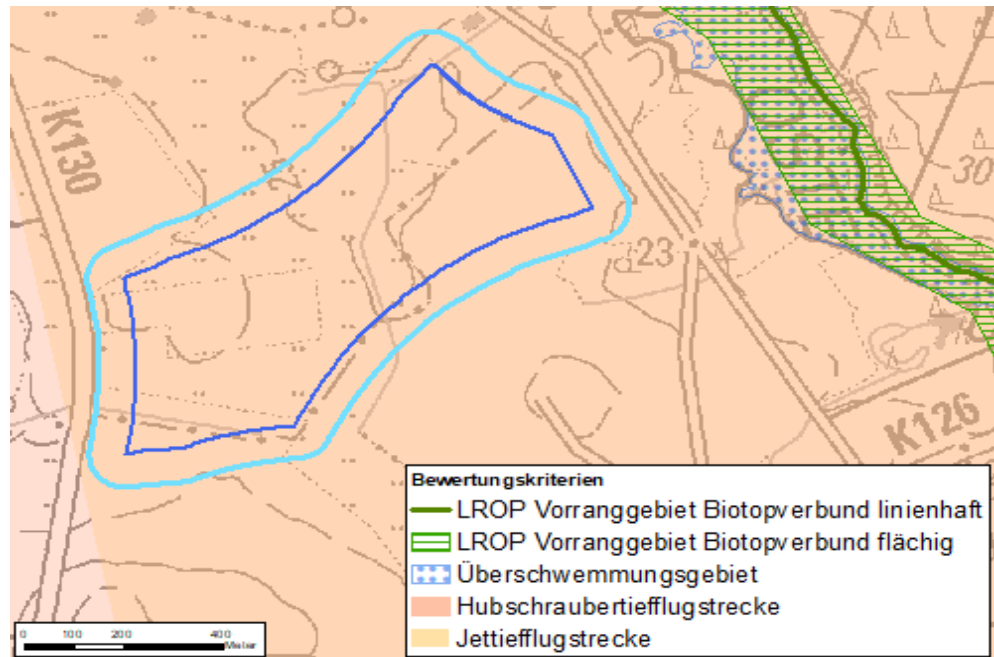 K130
23
30
K126
Bewertungskriterien
LROP Vorranggebiet Biotopverbund linienhaft
LROP Vorranggebiet Biotopverbund flächig
Überschwemmungsgebiet
Hubschraubertiefflugstrecke
Jettiefflugstrecke
0 100 200 400
Meter